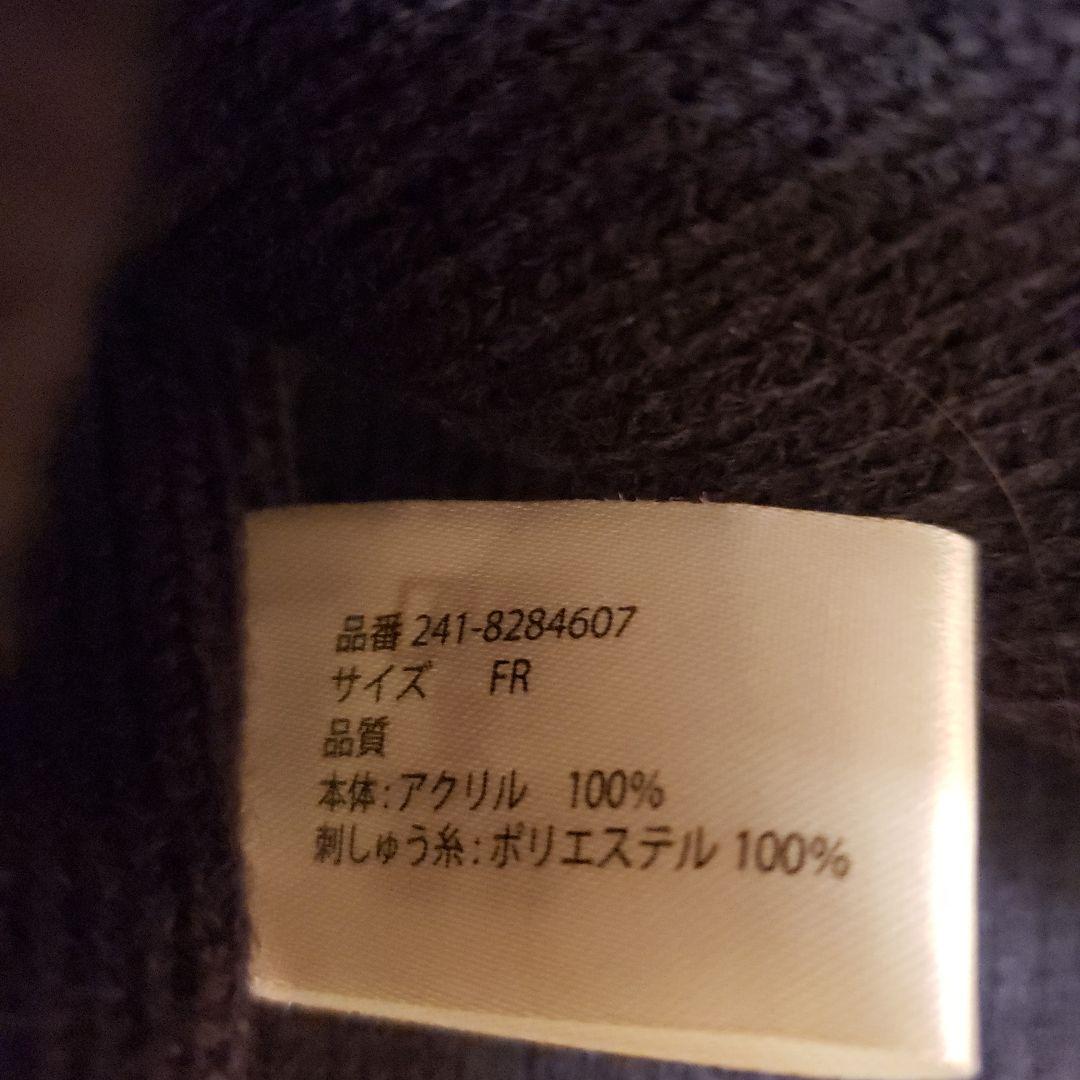 品番 241-8284607
サイズ FR
品質
本体:アクリル 100%
刺しゅう糸:ポリエステル 100%